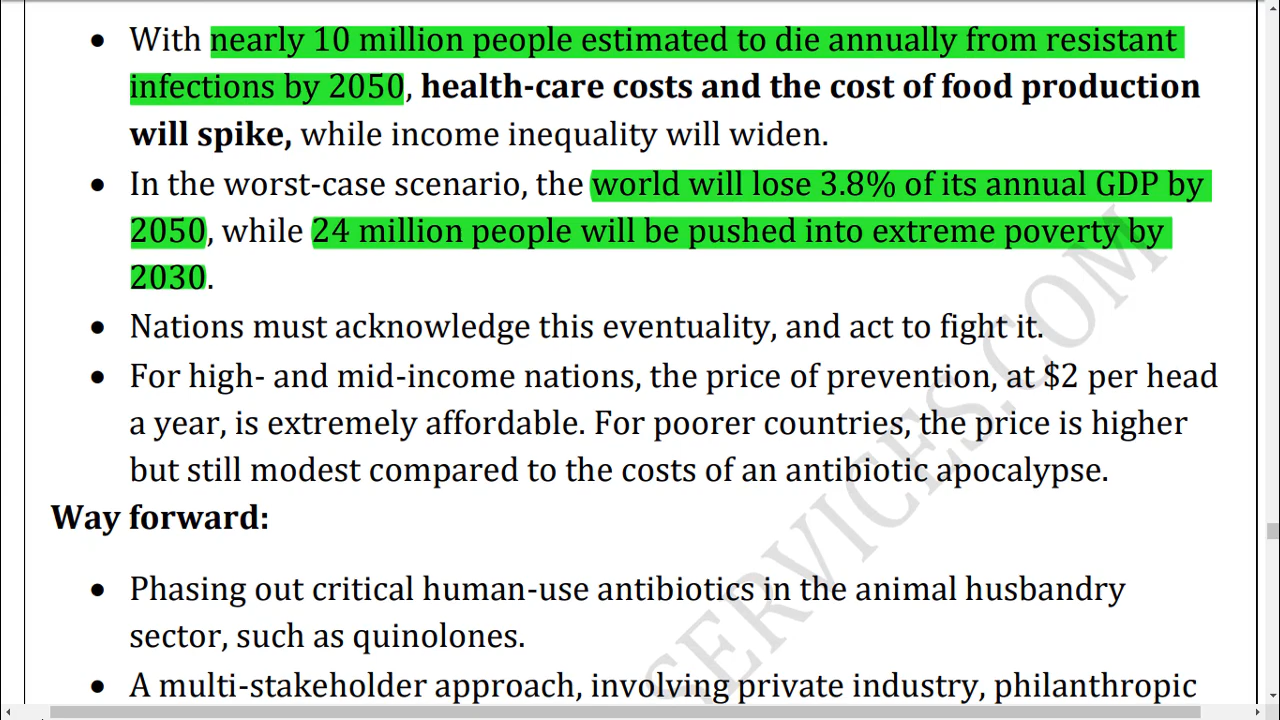 • With nearly 10 million people estimated to die annually from resistant
infections by 2050, health-care costs and the cost of food production
will spike, while income inequality will widen.
• In the worst-case scenario, the world will lose 3.8% of its annual GDP by
2050, while 24 million people will be pushed into extreme poverty by
2030.
• Nations must acknowledge this eventuality, and act to fight it.
• For high- and mid-income nations, the price of prevention, at $2 per head
a year, is extremely affordable. For poorer countries, the price is higher
but still modest compared to the costs of an antibiotic apocalypse.
Way forward:
• Phasing out critical human-use antibiotics in the animal husbandry
sector, such as quinolones.
• A multi-stakeholder approach, involving private industry, philanthropic
SERVICES.COM